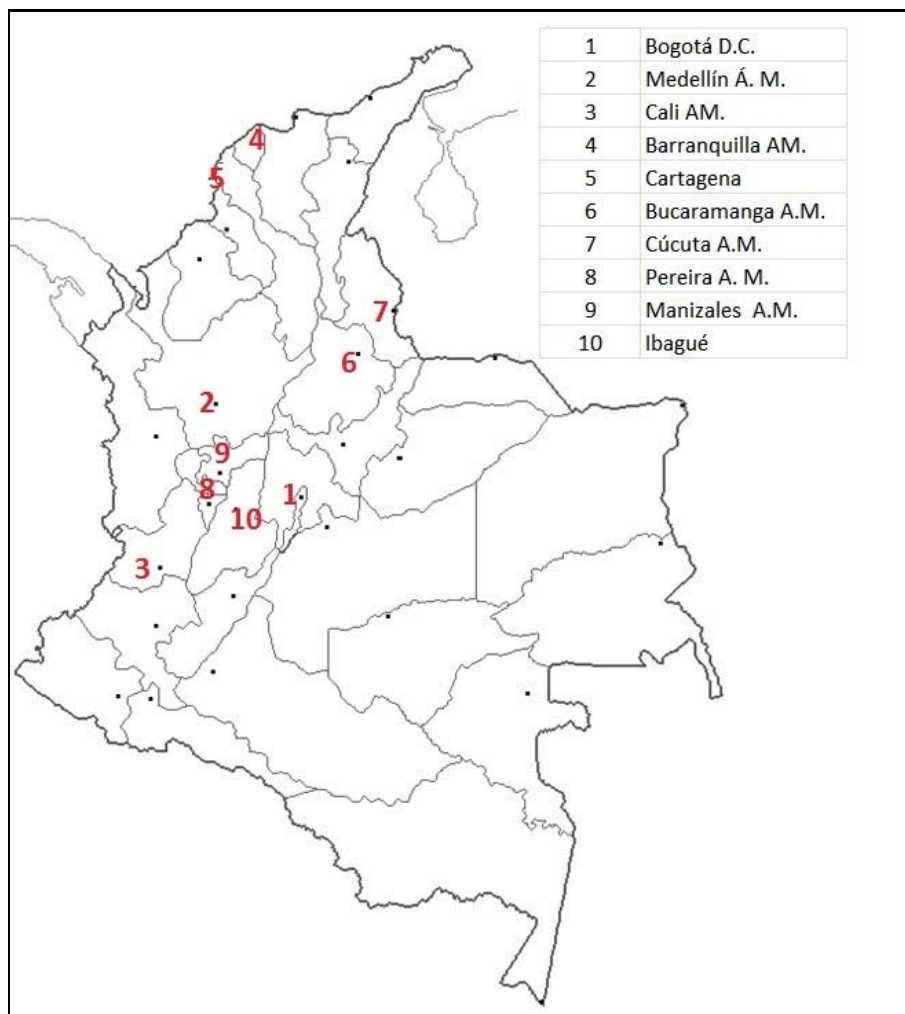 1 Bogotá D.C.
2 Medellín Á. M.
3 Cali AM.
4 Barranquilla AM.
5 Cartagena
6 Bucaramanga A.M.
7 Cúcuta A.M.
8 Pereira A. M.
9 Manizales A.M.
10 Ibagué
4
5
7
6
2
9
8
1
10
3